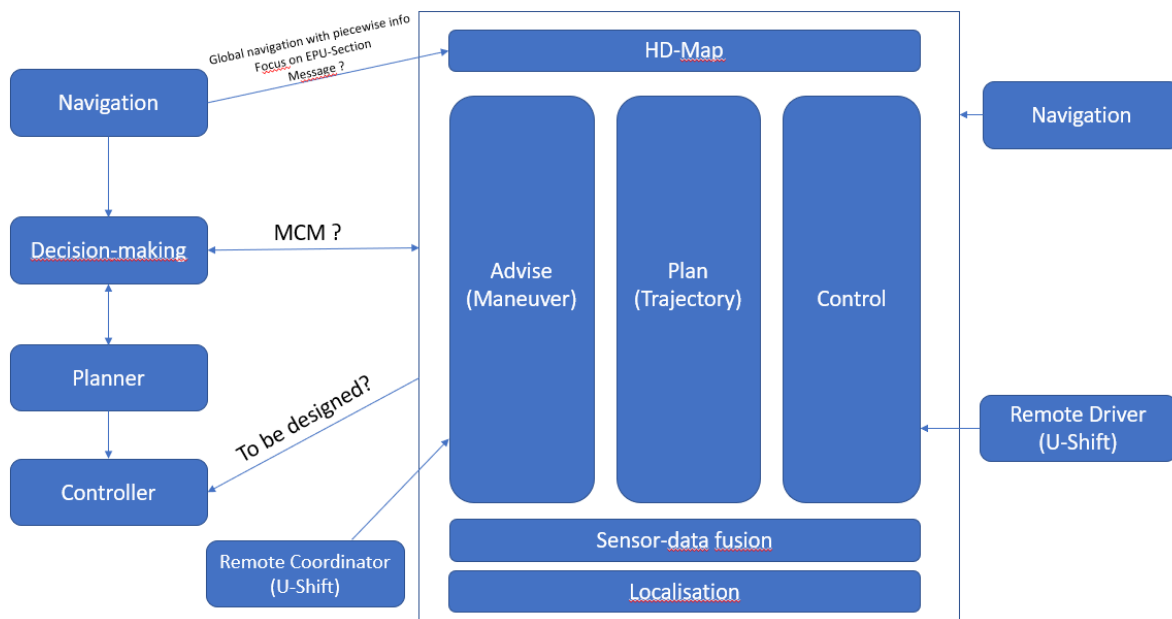 Global navigation with piecewise info
Focus on EPU-Section
Message ?
HD-Map
Navigation
Navigation
Decision-making
MCM ?
Advise
(Maneuver)
Plan
(Trajectory)
Control
Planner
To be designed?
Remote Driver
(U-Shift)
Controller
Remote Coordinator
(U-Shift)
Sensor-data fusion
Localisation